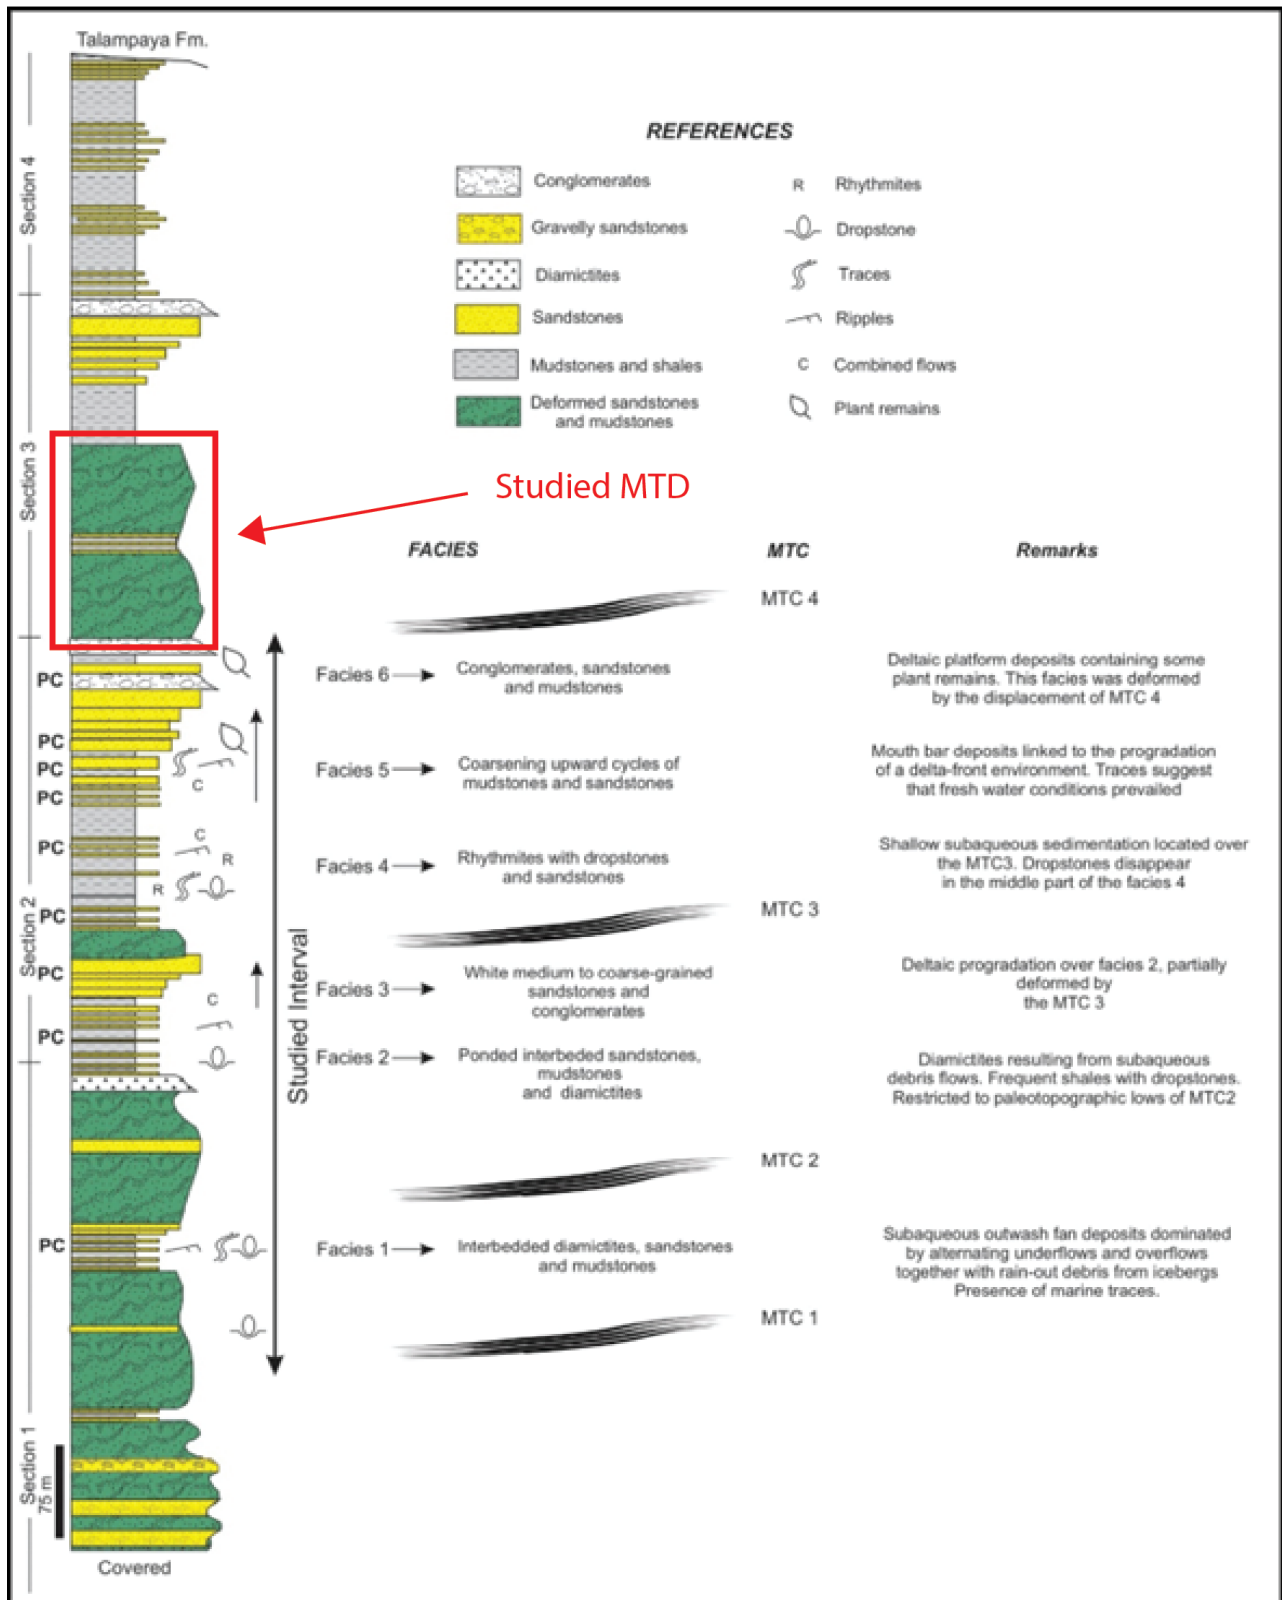 Talampaya Fm.
REFERENCES
Conglomerates
Gravelly sandstones
Diamictites
Sandstones
Mudstones and shales
Deformed sandstones
and mudstones
R Rhythmites
Dropstone
Traces
Ripples
C Combined flows
Plant remains
Section 4
Section 3
Section 2
Section 1
75 m
Covered
Studied MTD
Studied Interval
FACIES
MTC
Remarks
MTC 4
PC
Facies 6
Conglomerates, sandstones
and mudstones
Deltaic platform deposits containing some
plant remains. This facies was deformed
by the displacement of MTC 4
PC
PC
C
PC
Facies 5
Coarsening upward cycles of
mudstones and sandstones
Mouth bar deposits linked to the progradation
of a delta-front environment. Traces suggest
that fresh water conditions prevailed
PC
C
R
R
Facies 4
Rhythmites with dropstones
and sandstones
Shallow subaqueous sedimentation located over
the MTC3. Dropstones disappear
in the middle part of the facies 4
PC
MTC 3
PC
C
Facies 3
White medium to coarse-grained
sandstones and
conglomerates
Deltaic progradation over facies 2, partially
deformed by
the MTC 3
PC
Facies 2
Ponded interbeded sandstones,
mudstones
and diamictites
Diamictites resulting from subaqueous
debris flows. Frequent shales with dropstones.
Restricted to paleotopographic lows of MTC2
MTC 2
PC
Facies 1
Interbedded diamictites, sandstones
and mudstones
Subaqueous outwash fan deposits dominated
by alternating underflows and overflows
together with rain-out debris from icebergs
Presence of marine traces.
MTC 1